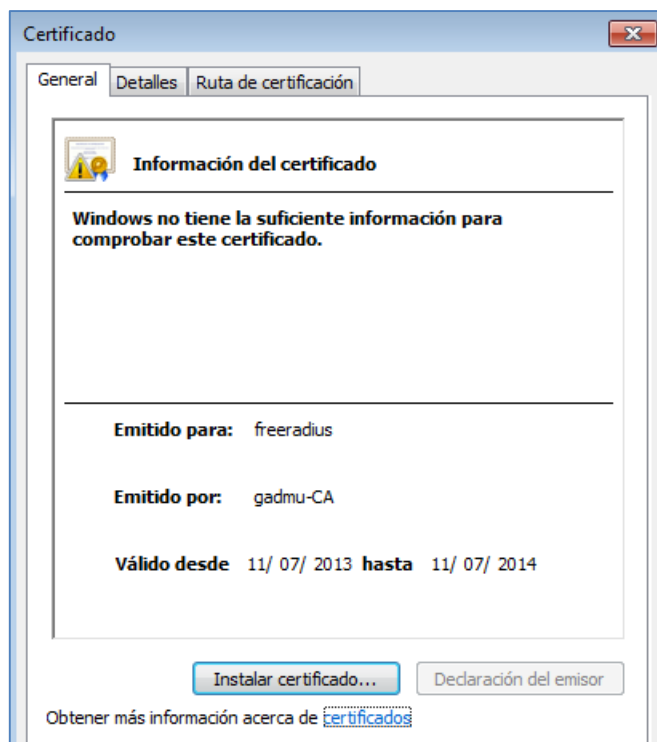 Certificado
General Detalles Ruta de certificación
Información del certificado
Windows no tiene la suficiente información para
comprobar este certificado.
Emitido para: freeradius
Emitido por: gadmu-CA
Válido desde 11/ 07/ 2013 hasta 11/ 07/ 2014
Instalar certificado... Declaración del emisor
Obtener más información acerca de certificados